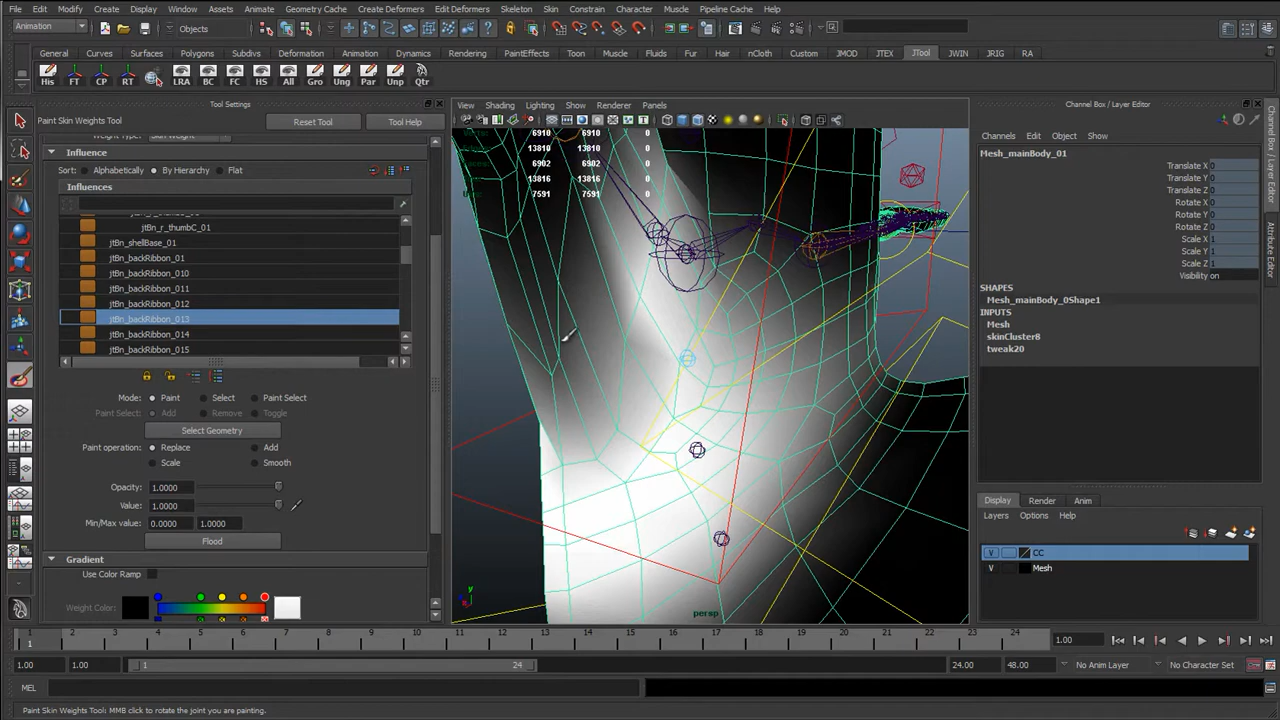 File Edit Modify Create Display Window Assets Animate Geometry Cache Create Deformers Edit Deformers Skeleton Skin Constrain Character Muscle Pipeline Cache Help
Animation Objects
General Curves Surfaces Polygons Subdivs Deformation Animation Dynamics Rendering PaintEffects Toon Muscle Fluids Fur Hair nCloth Custom JMOD JTEX JTool JWIN JRIG RA
His FT CP RT LRA BC FC HS All Gro Ung Par Unp Qtr
Tool Settings
Paint Skin Weights Tool Reset Tool Tool Help
Influence
Sort: Alphabetically By Hierarchy Flat
Influences
jtBn_r_thumbC_01
jtBn_shellBase_01
jtBn_backRibbon_01
jtBn_backRibbon_010
jtBn_backRibbon_011
jtBn_backRibbon_012
jtBn_backRibbon_013
jtBn_backRibbon_014
jtBn_backRibbon_015
Mode: Paint Select Paint Select
Paint Select: Add Remove Toggle
Select Geometry
Paint operation: Replace Add
Scale Smooth
Opacity: 1.0000
Value: 1.0000
Min/Max value: 0.0000 1.0000
Flood
Gradient
Use Color Ramp
Weight Color:
View Shading Lighting Show Renderer Panels
6910 6910 0
13810 13810 0
6902 6902 0
13816 13816 0
7591 7591 0
persp
y
Channel Box / Layer Editor
Channels Edit Object Show
Mesh_mainBody_01
Translate X 0
Translate Y 0
Translate Z 0
Rotate X 0
Rotate Y 0
Rotate Z 0
Scale X 1
Scale Y 1
Scale Z 1
Visibility on
SHAPES
Mesh_mainBody_0Shape1
INPUTS
Mesh
skinCluster8
tweak20
Display Render Anim
Layers Options Help
V CC
V Mesh
Channel Box / Layer Editor
Attribute Editor
1 2 3 4 5 6 7 8 9 10 11 12 13 14 15 16 17 18 19 20 21 22 23 24
1 1.00
1.00 1.00 1 24 24.00 48.00 No Anim Layer No Character Set
MEL
Paint Skin Weights Tool: MMB click to rotate the joint you are painting.